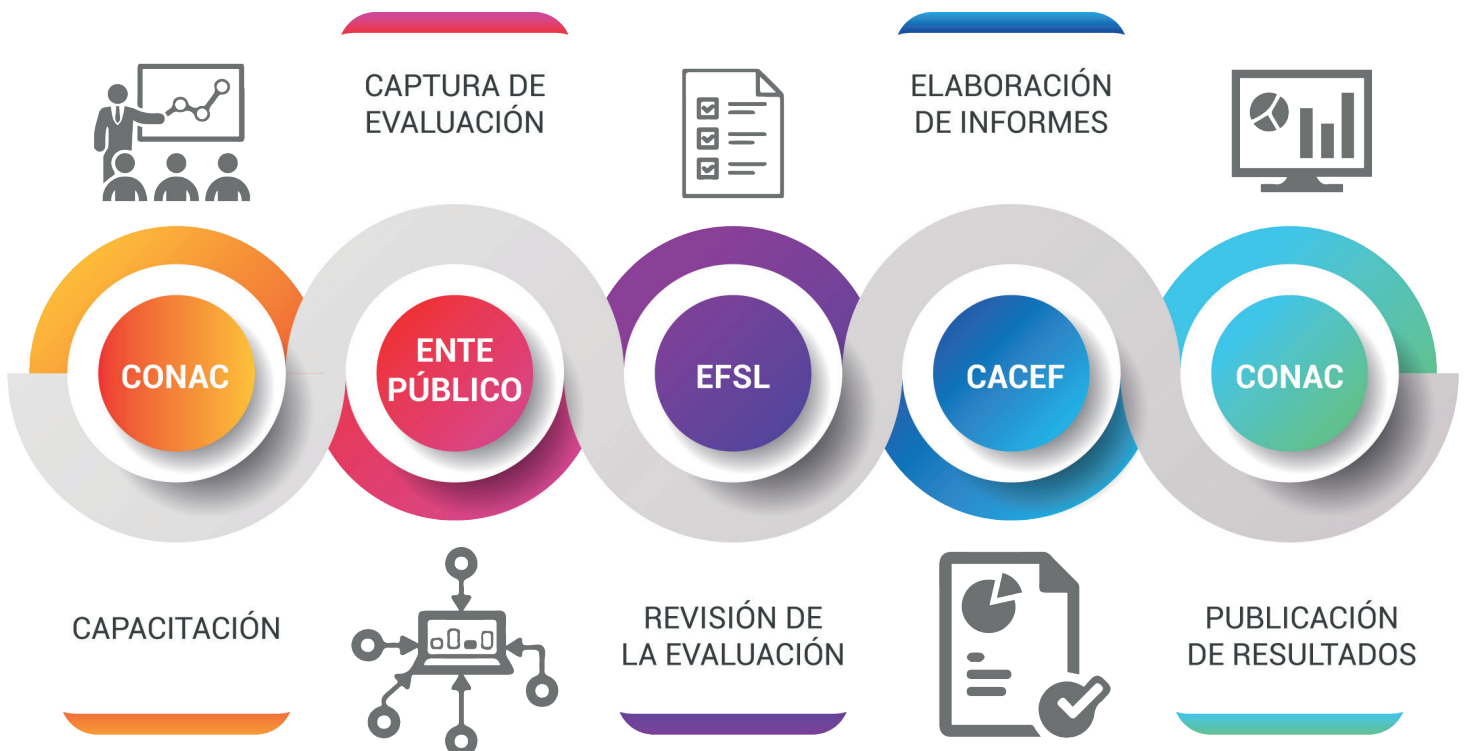 CAPTURA DE
EVALUACIÓN
ELABORACIÓN
DE INFORMES
CONAC
ENTE
PÚBLICO
EFSL
CACEF
CONAC
CAPACITACIÓN
REVISIÓN DE
LA EVALUACIÓN
PUBLICACIÓN
DE RESULTADOS